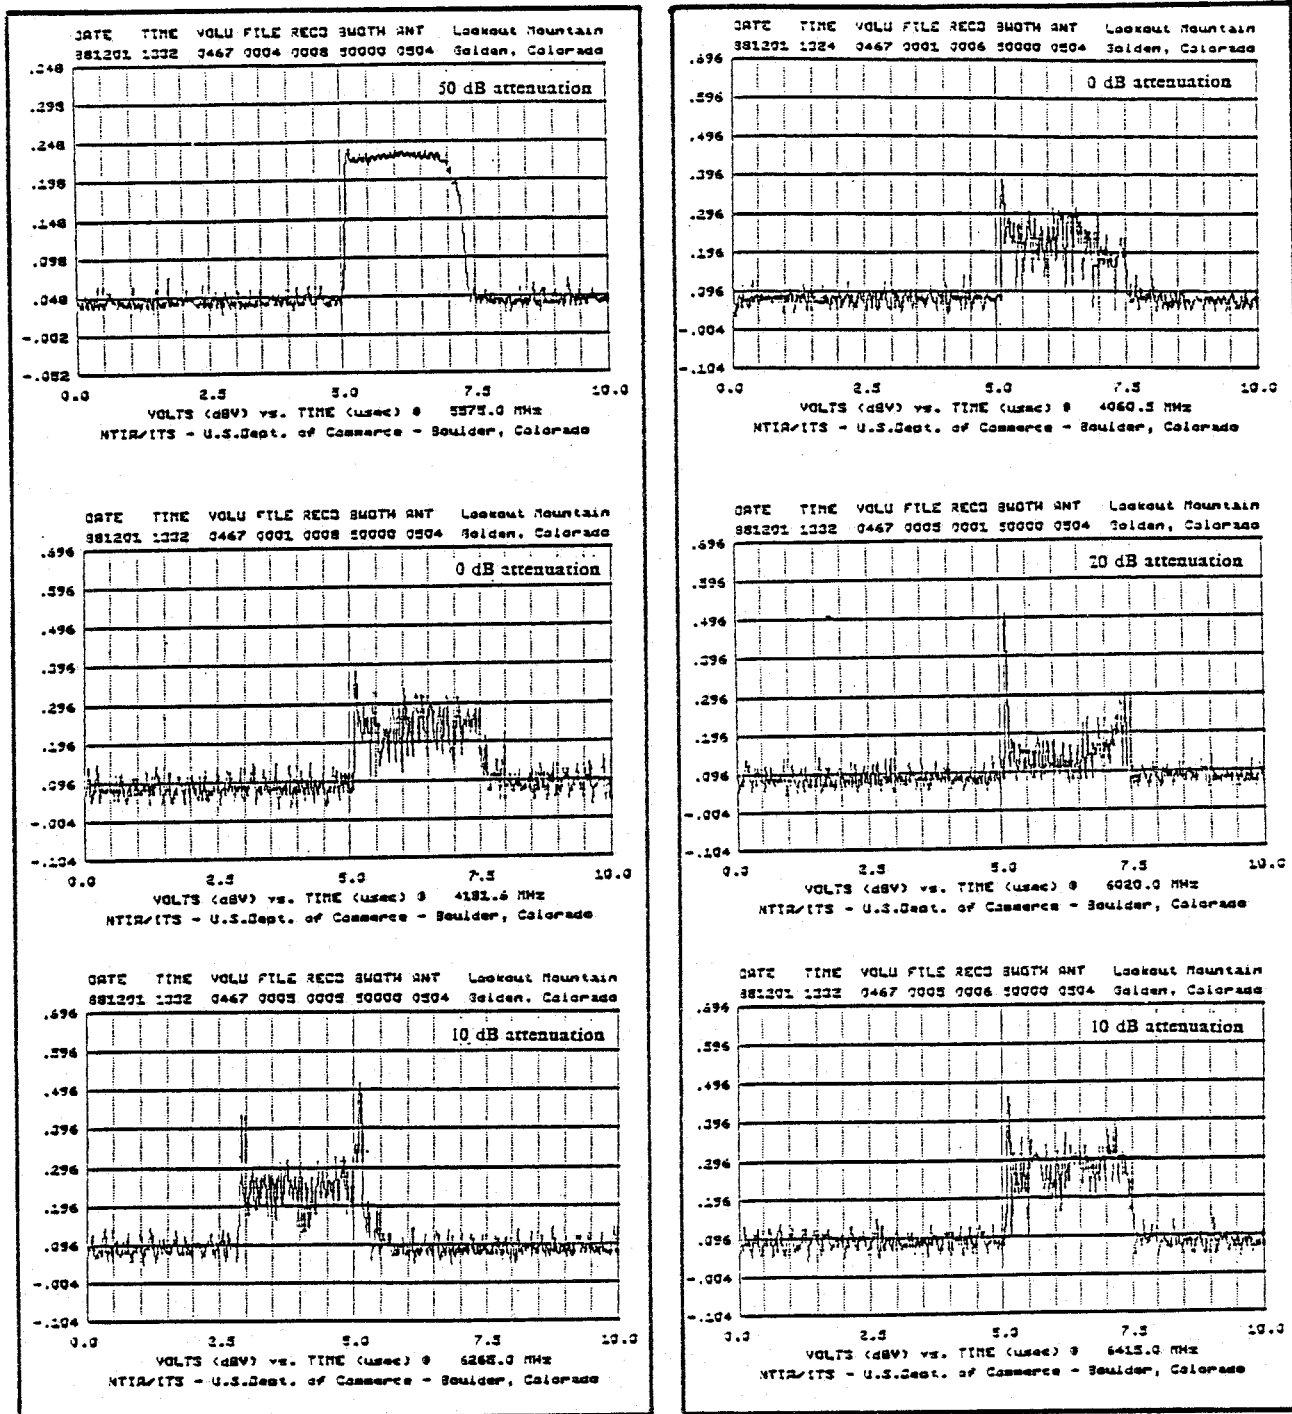 DATE TIME VOLU FILE RECD BWDTH ANT Lookout Mountain
881201 1332 0467 0004 0008 50000 0504 Golden, Colorado
50 dB attenuation
.248
.198
.148
.098
.048
-.002
-.052
0.0 2.5 5.0 7.5 10.0
VOLTS (dBV) vs. TIME (usec) @ 5575.0 MHz
NTIA/ITS - U.S.Dept. of Commerce - Boulder, Colorado
DATE TIME VOLU FILE RECD BWDTH ANT Lookout Mountain
881201 1332 0467 0001 0008 50000 0504 Golden, Colorado
0 dB attenuation
.696
.596
.496
.396
.296
.196
.096
-.004
-.104
0.0 2.5 5.0 7.5 10.0
VOLTS (dBV) vs. TIME (usec) @ 4181.6 MHz
NTIA/ITS - U.S.Dept. of Commerce - Boulder, Colorado
DATE TIME VOLU FILE RECD BWDTH ANT Lookout Mountain
881201 1332 0467 0005 0005 50000 0504 Golden, Colorado
10 dB attenuation
.696
.596
.496
.396
.296
.196
.096
-.004
-.104
0.0 2.5 5.0 7.5 10.0
VOLTS (dBV) vs. TIME (usec) @ 6265.0 MHz
NTIA/ITS - U.S.Dept. of Commerce - Boulder, Colorado
DATE TIME VOLU FILE RECD BWDTH ANT Lookout Mountain
881201 1324 0467 0001 0006 50000 0504 Golden, Colorado
0 dB attenuation
.696
.596
.496
.396
.296
.196
.096
-.004
-.104
0.0 2.5 5.0 7.5 10.0
VOLTS (dBV) vs. TIME (usec) @ 4060.5 MHz
NTIA/ITS - U.S.Dept. of Commerce - Boulder, Colorado
DATE TIME VOLU FILE RECD BWDTH ANT Lookout Mountain
881201 1332 0467 0005 0001 50000 0504 Golden, Colorado
20 dB attenuation
.696
.596
.496
.396
.296
.196
.096
-.004
-.104
0.0 2.5 5.0 7.5 10.0
VOLTS (dBV) vs. TIME (usec) @ 6020.0 MHz
NTIA/ITS - U.S.Dept. of Commerce - Boulder, Colorado
DATE TIME VOLU FILE RECD BWDTH ANT Lookout Mountain
881201 1332 0467 0005 0006 50000 0504 Golden, Colorado
10 dB attenuation
.696
.596
.496
.396
.296
.196
.096
-.004
-.104
0.0 2.5 5.0 7.5 10.0
VOLTS (dBV) vs. TIME (usec) @ 6415.0 MHz
NTIA/ITS - U.S.Dept. of Commerce - Boulder, Colorado